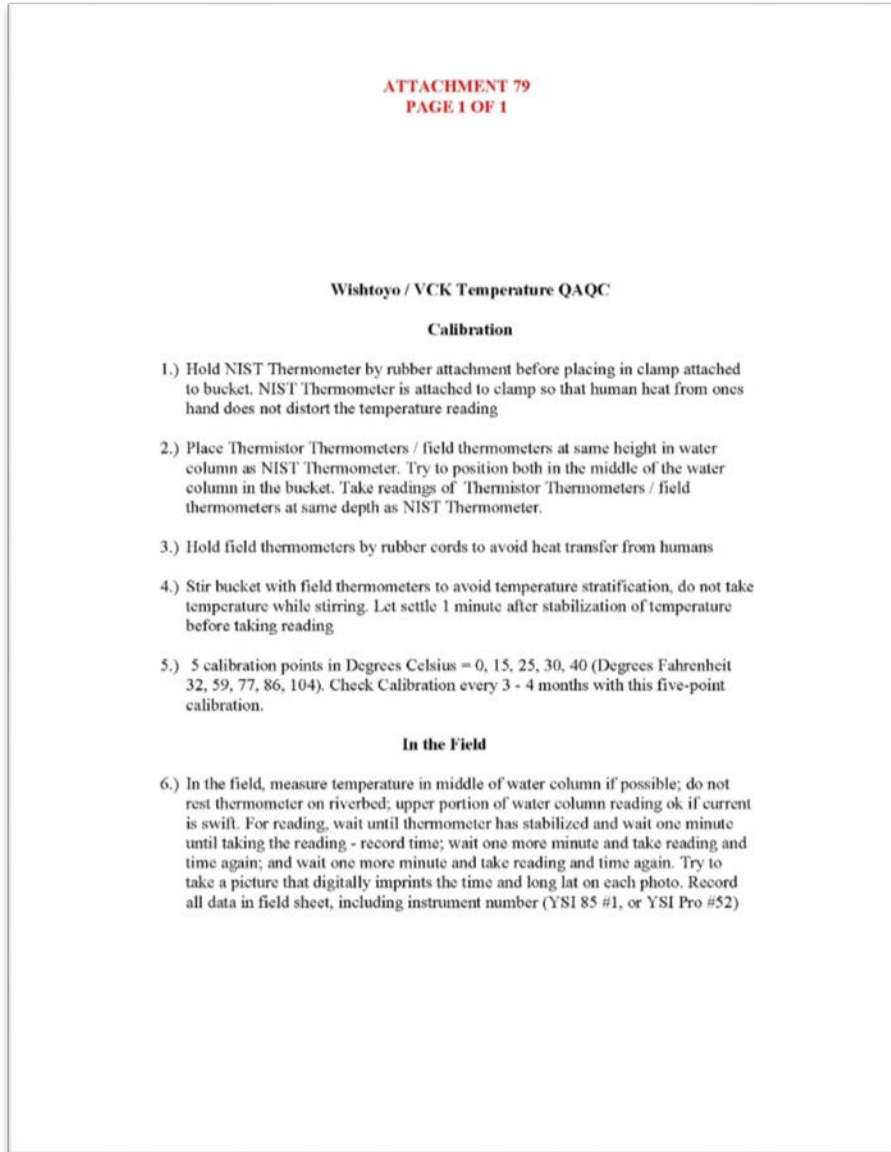 ATTACHMENT 79
PAGE 1 OF 1
Wishtoyo / VCK Temperature QAQC
Calibration
1.) Hold NIST Thermometer by rubber attachment before placing in clamp attached
to bucket. NIST Thermometer is attached to clamp so that human heat from ones
hand does not distort the temperature reading
2.) Place Thermistor Thermometers / field thermometers at same height in water
column as NIST Thermometer. Try to position both in the middle of the water
column in the bucket. Take readings of Thermistor Thermometers / field
thermometers at same depth as NIST Thermometer.
3.) Hold field thermometers by rubber cords to avoid heat transfer from humans
4.) Stir bucket with field thermometers to avoid temperature stratification, do not take
temperature while stirring. Let settle 1 minute after stabilization of temperature
before taking reading
5.) 5 calibration points in Degrees Celsius = 0, 15, 25, 30, 40 (Degrees Fahrenheit
32, 59, 77, 86, 104). Check Calibration every 3 - 4 months with this five-point
calibration.
In the Field
6.) In the field, measure temperature in middle of water column if possible; do not
rest thermometer on riverbed; upper portion of water column reading ok if current
is swift. For reading, wait until thermometer has stabilized and wait one minute
until taking the reading - record time; wait one more minute and take reading and
time again; and wait one more minute and take reading and time again. Try to
take a picture that digitally imprints the time and long lat on each photo. Record
all data in field sheet, including instrument number (YSI 85 #1, or YSI Pro #52)